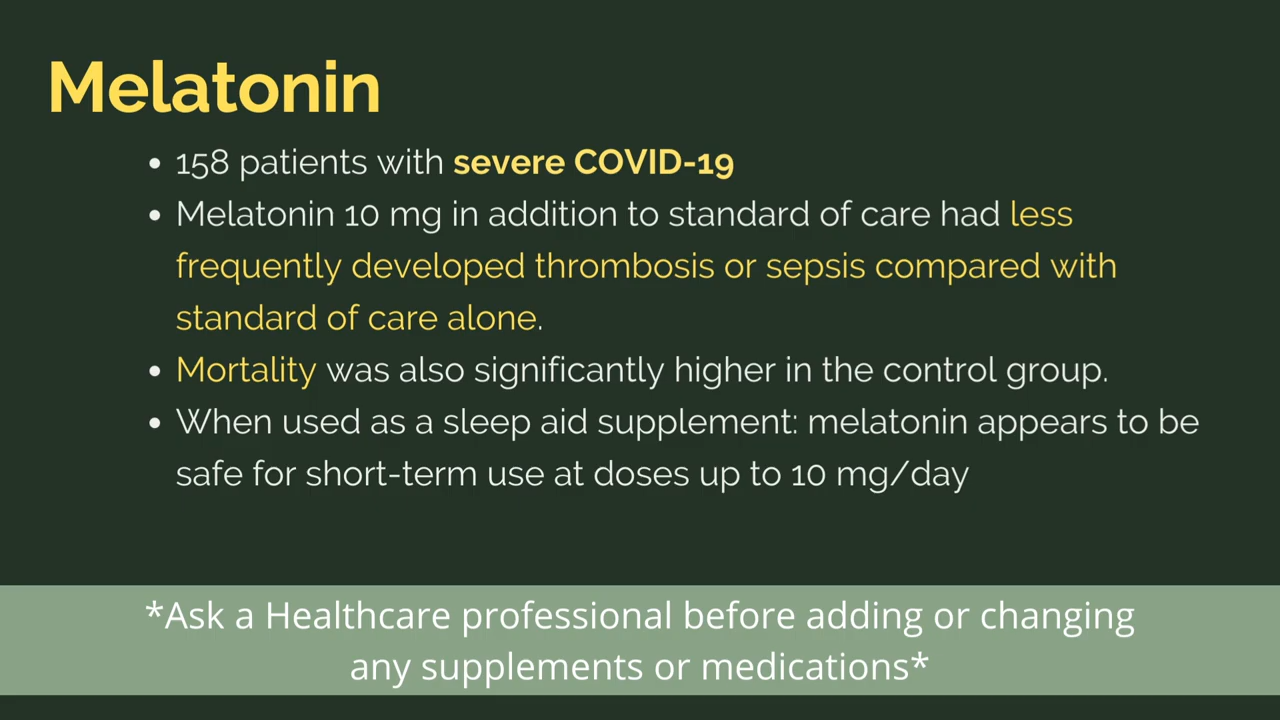 Melatonin
• 158 patients with severe COVID-19
• Melatonin 10 mg in addition to standard of care had less
frequently developed thrombosis or sepsis compared with
standard of care alone.
• Mortality was also significantly higher in the control group.
• When used as a sleep aid supplement: melatonin appears to be
safe for short-term use at doses up to 10 mg/day
*Ask a Healthcare professional before adding or changing
any supplements or medications*